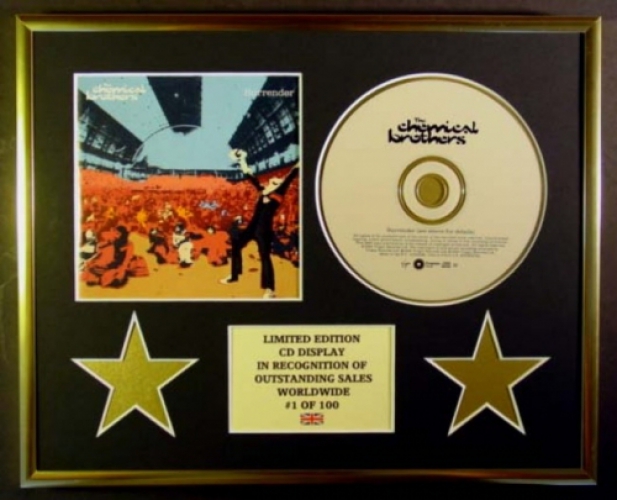 The
chemical
brothers
Surrender
The
chemical
brothers
LIMITED EDITION
CD DISPLAY
IN RECOGNITION OF
OUTSTANDING SALES
WORLDWIDE
#1 OF 100